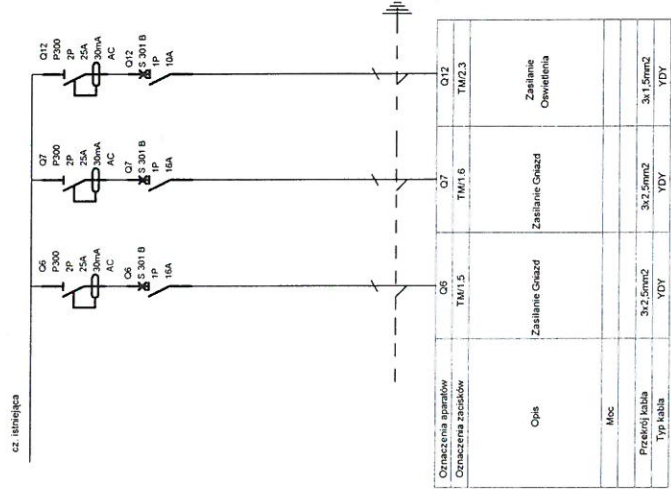 cz. istniejąca
Q6
P300
2P
25A
30mA
AC
Q6
S 301 B
1P
16A
Q7
P300
2P
25A
30mA
AC
Q7
S 301 B
1P
16A
Q12
P300
2P
25A
30mA
AC
Q12
S 301 B
1P
10A
Oznaczenia aparatów Q6 Q7 Q12
Oznaczenia zacisków TM/1.5 TM/1.6 TM/2.3
Opis Zasilanie Gniazd Zasilanie Gniazd Zasilanie
Oswietlenia
Moc
Przekrój kabla 3x2,5mm2 3x2,5mm2 3x1,5mm2
Typ kabla YDY YDY YDY